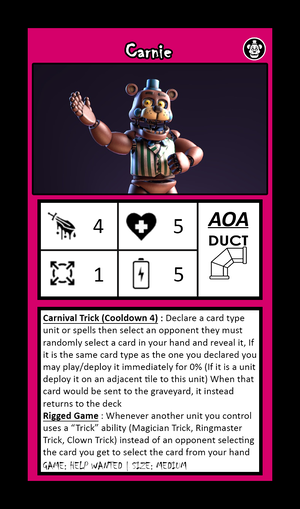 Carnie
4
5
AOA
DUCT
1
5
Carnival Trick (Cooldown 4) : Declare a card type
unit or spells then select an opponent they must
randomly select a card in your hand and reveal it, If
it is the same card type as the one you declared you
may play/deploy it immediately for 0% (If it is a unit
deploy it on an adjacent tile to this unit) When that
card would be sent to the graveyard, it instead
returns to the deck
Rigged Game : Whenever another unit you control
uses a “Trick” ability (Magician Trick, Ringmaster
Trick, Clown Trick) instead of an opponent selecting
the card you get to select the card from your hand
GAME: HELP WANTED | SIZE: MEDIUM